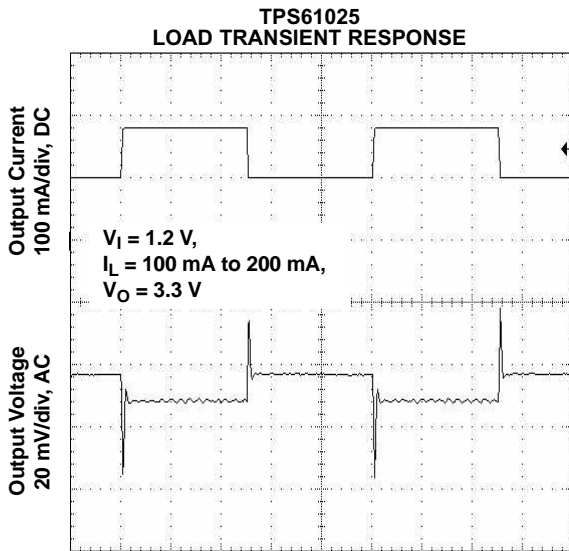 TPS61025
LOAD TRANSIENT RESPONSE
Output Current
100 mA/div, DC
V_I = 1.2 V,
I_L = 100 mA to 200 mA,
V_O = 3.3 V
Output Voltage
20 mV/div, AC